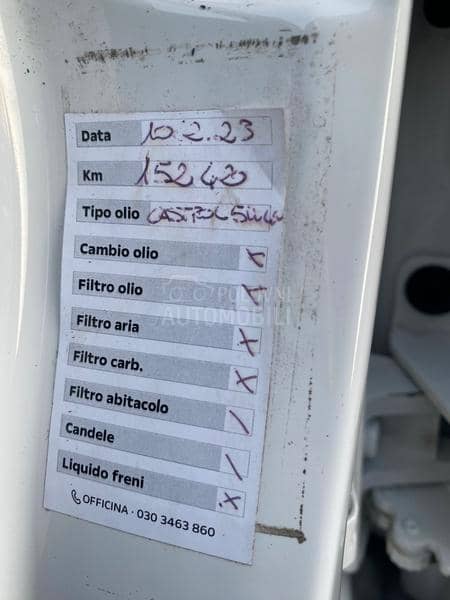 Data 10.2.23
Km 152420
Tipo olio CASTROL 5W40
Cambio olio X
Filtro olio X
POLOVNI
AUTOMOBILI
Filtro aria X
Filtro carb. X
Filtro abitacolo /
Candele /
Liquido freni X
OFFICINA · 030 3463 860